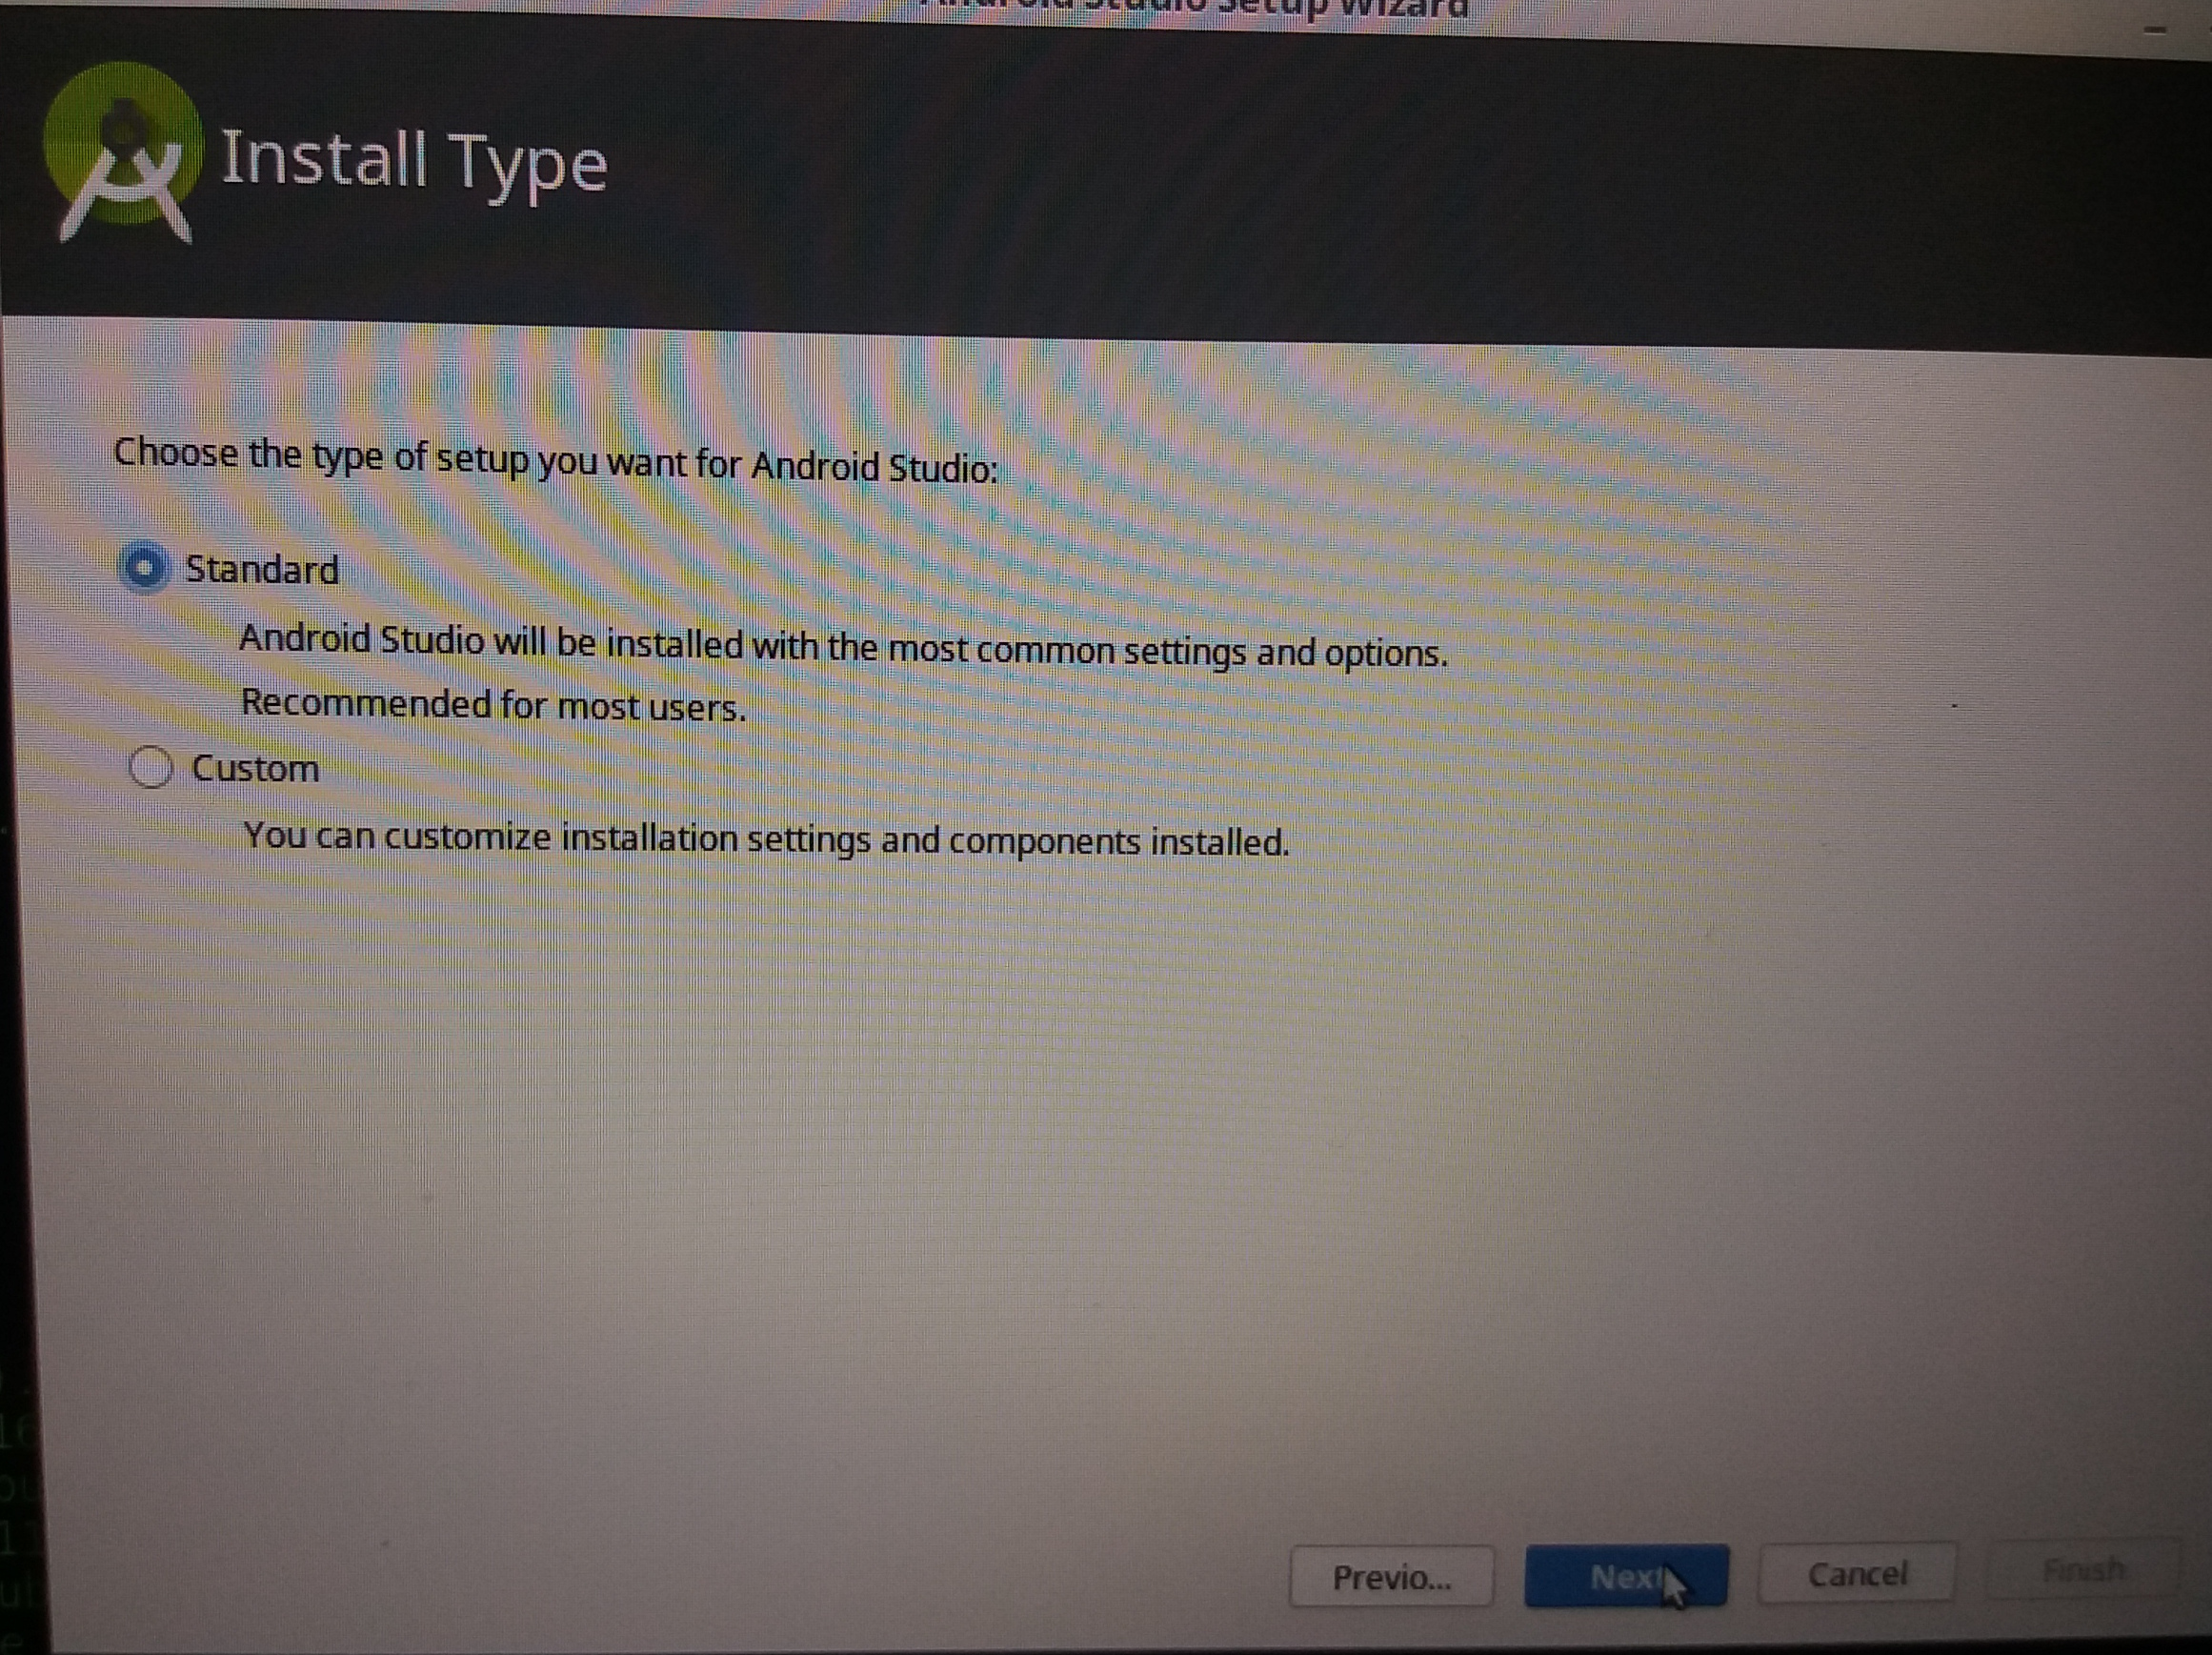 Android Studio Setup Wizard
Install Type
Choose the type of setup you want for Android Studio:
Standard
Android Studio will be installed with the most common settings and options.
Recommended for most users.
Custom
You can customize installation settings and components installed.
Previo... Next Cancel Finish